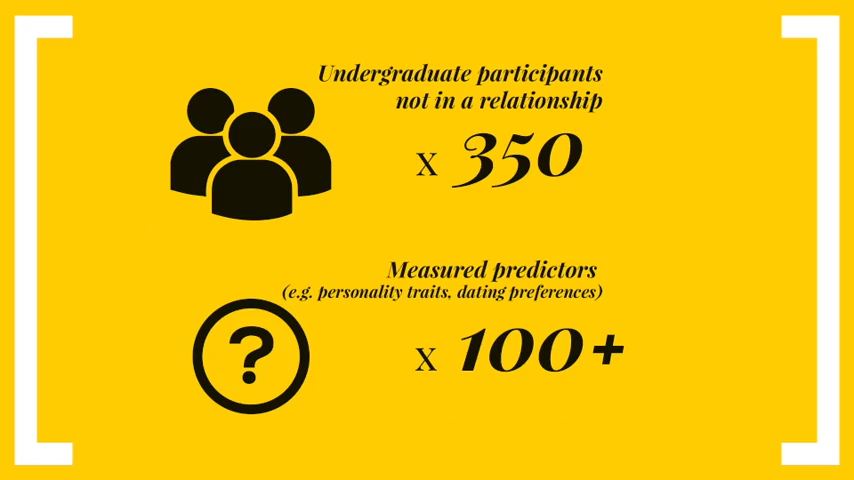 Undergraduate participants
not in a relationship
x 350
Measured predictors
(e.g. personality traits, dating preferences)
?
x 100+